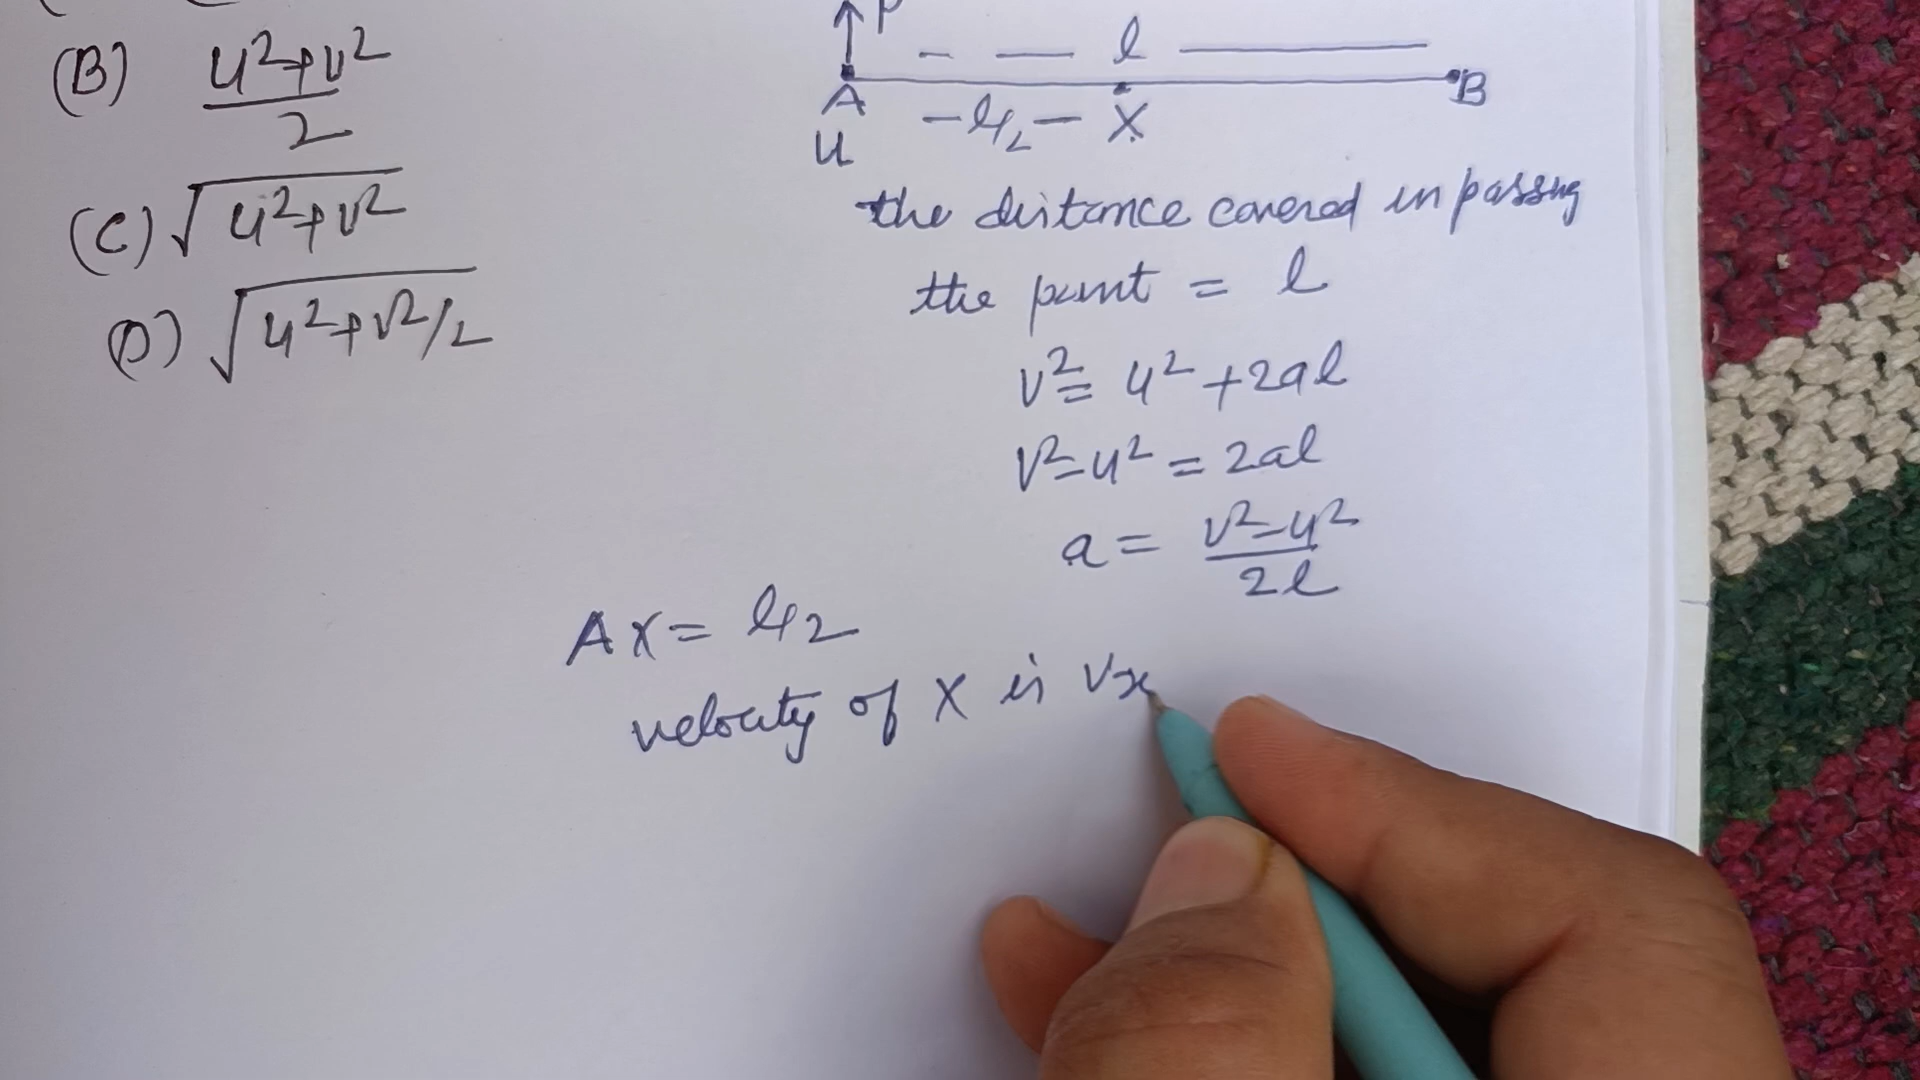 (B) u²+v²/2
(C) √u²+v²
(D) √u²+v²/2
P
l
A B
-l/2- X
U
the distance covered in passing
the point = l
v² = u² + 2al
v²-u² = 2al
a = v²-u²/2l
AX = l/2
velocity of X is Vx